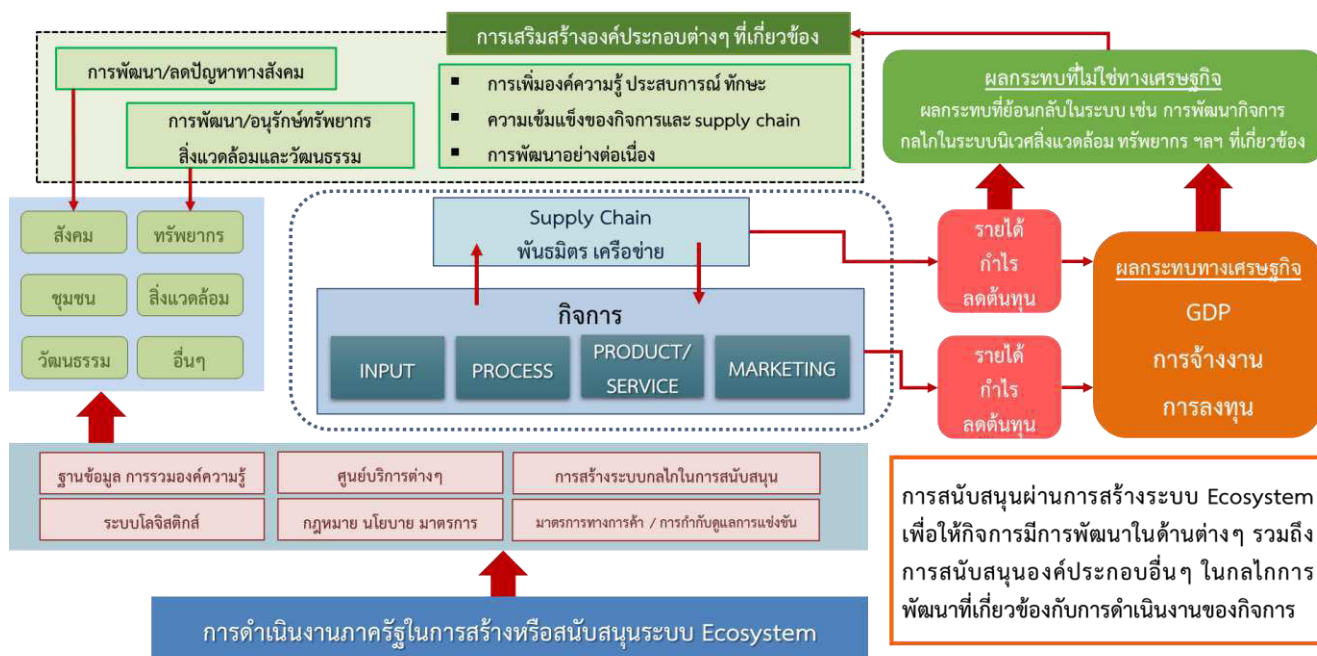 การเสริมสร้างองค์ประกอบต่างๆ ที่เกี่ยวข้อง
การพัฒนา/ลดปัญหาทางสังคม
การพัฒนา/อนุรักษ์ทรัพยากร
สิ่งแวดล้อมและวัฒนธรรม
▪ การเพิ่มองค์ความรู้ ประสบการณ์ ทักษะ
▪ ความเข้มแข็งของกิจการและ supply chain
▪ การพัฒนาอย่างต่อเนื่อง
ผลกระทบที่ไม่ใช่ทางเศรษฐกิจ
ผลกระทบที่ย้อนกลับในระบบ เช่น การพัฒนากิจการ
กลไกในระบบนิเวศสิ่งแวดล้อม ทรัพยากร ฯลฯ ที่เกี่ยวข้อง
สังคม
ทรัพยากร
ชุมชน
สิ่งแวดล้อม
วัฒนธรรม
อื่นๆ
Supply Chain
พันธมิตร เครือข่าย
กิจการ
INPUT
PROCESS
PRODUCT/
SERVICE
MARKETING
รายได้
กำไร
ลดต้นทุน
รายได้
กำไร
ลดต้นทุน
ผลกระทบทางเศรษฐกิจ
GDP
การจ้างงาน
การลงทุน
ฐานข้อมูล การรวมองค์ความรู้
ศูนย์บริการต่างๆ
การสร้างระบบกลไกในการสนับสนุน
ระบบโลจิสติกส์
กฎหมาย นโยบาย มาตรการ
มาตรการทางการค้า / การกำกับดูแลการแข่งขัน
การดำเนินงานภาครัฐในการสร้างหรือสนับสนุนระบบ Ecosystem
การสนับสนุนผ่านการสร้างระบบ Ecosystem
เพื่อให้กิจการมีการพัฒนาในด้านต่างๆ รวมถึง
การสนับสนุนองค์ประกอบอื่นๆ ในกลไกการ
พัฒนาที่เกี่ยวข้องกับการดำเนินงานของกิจการ